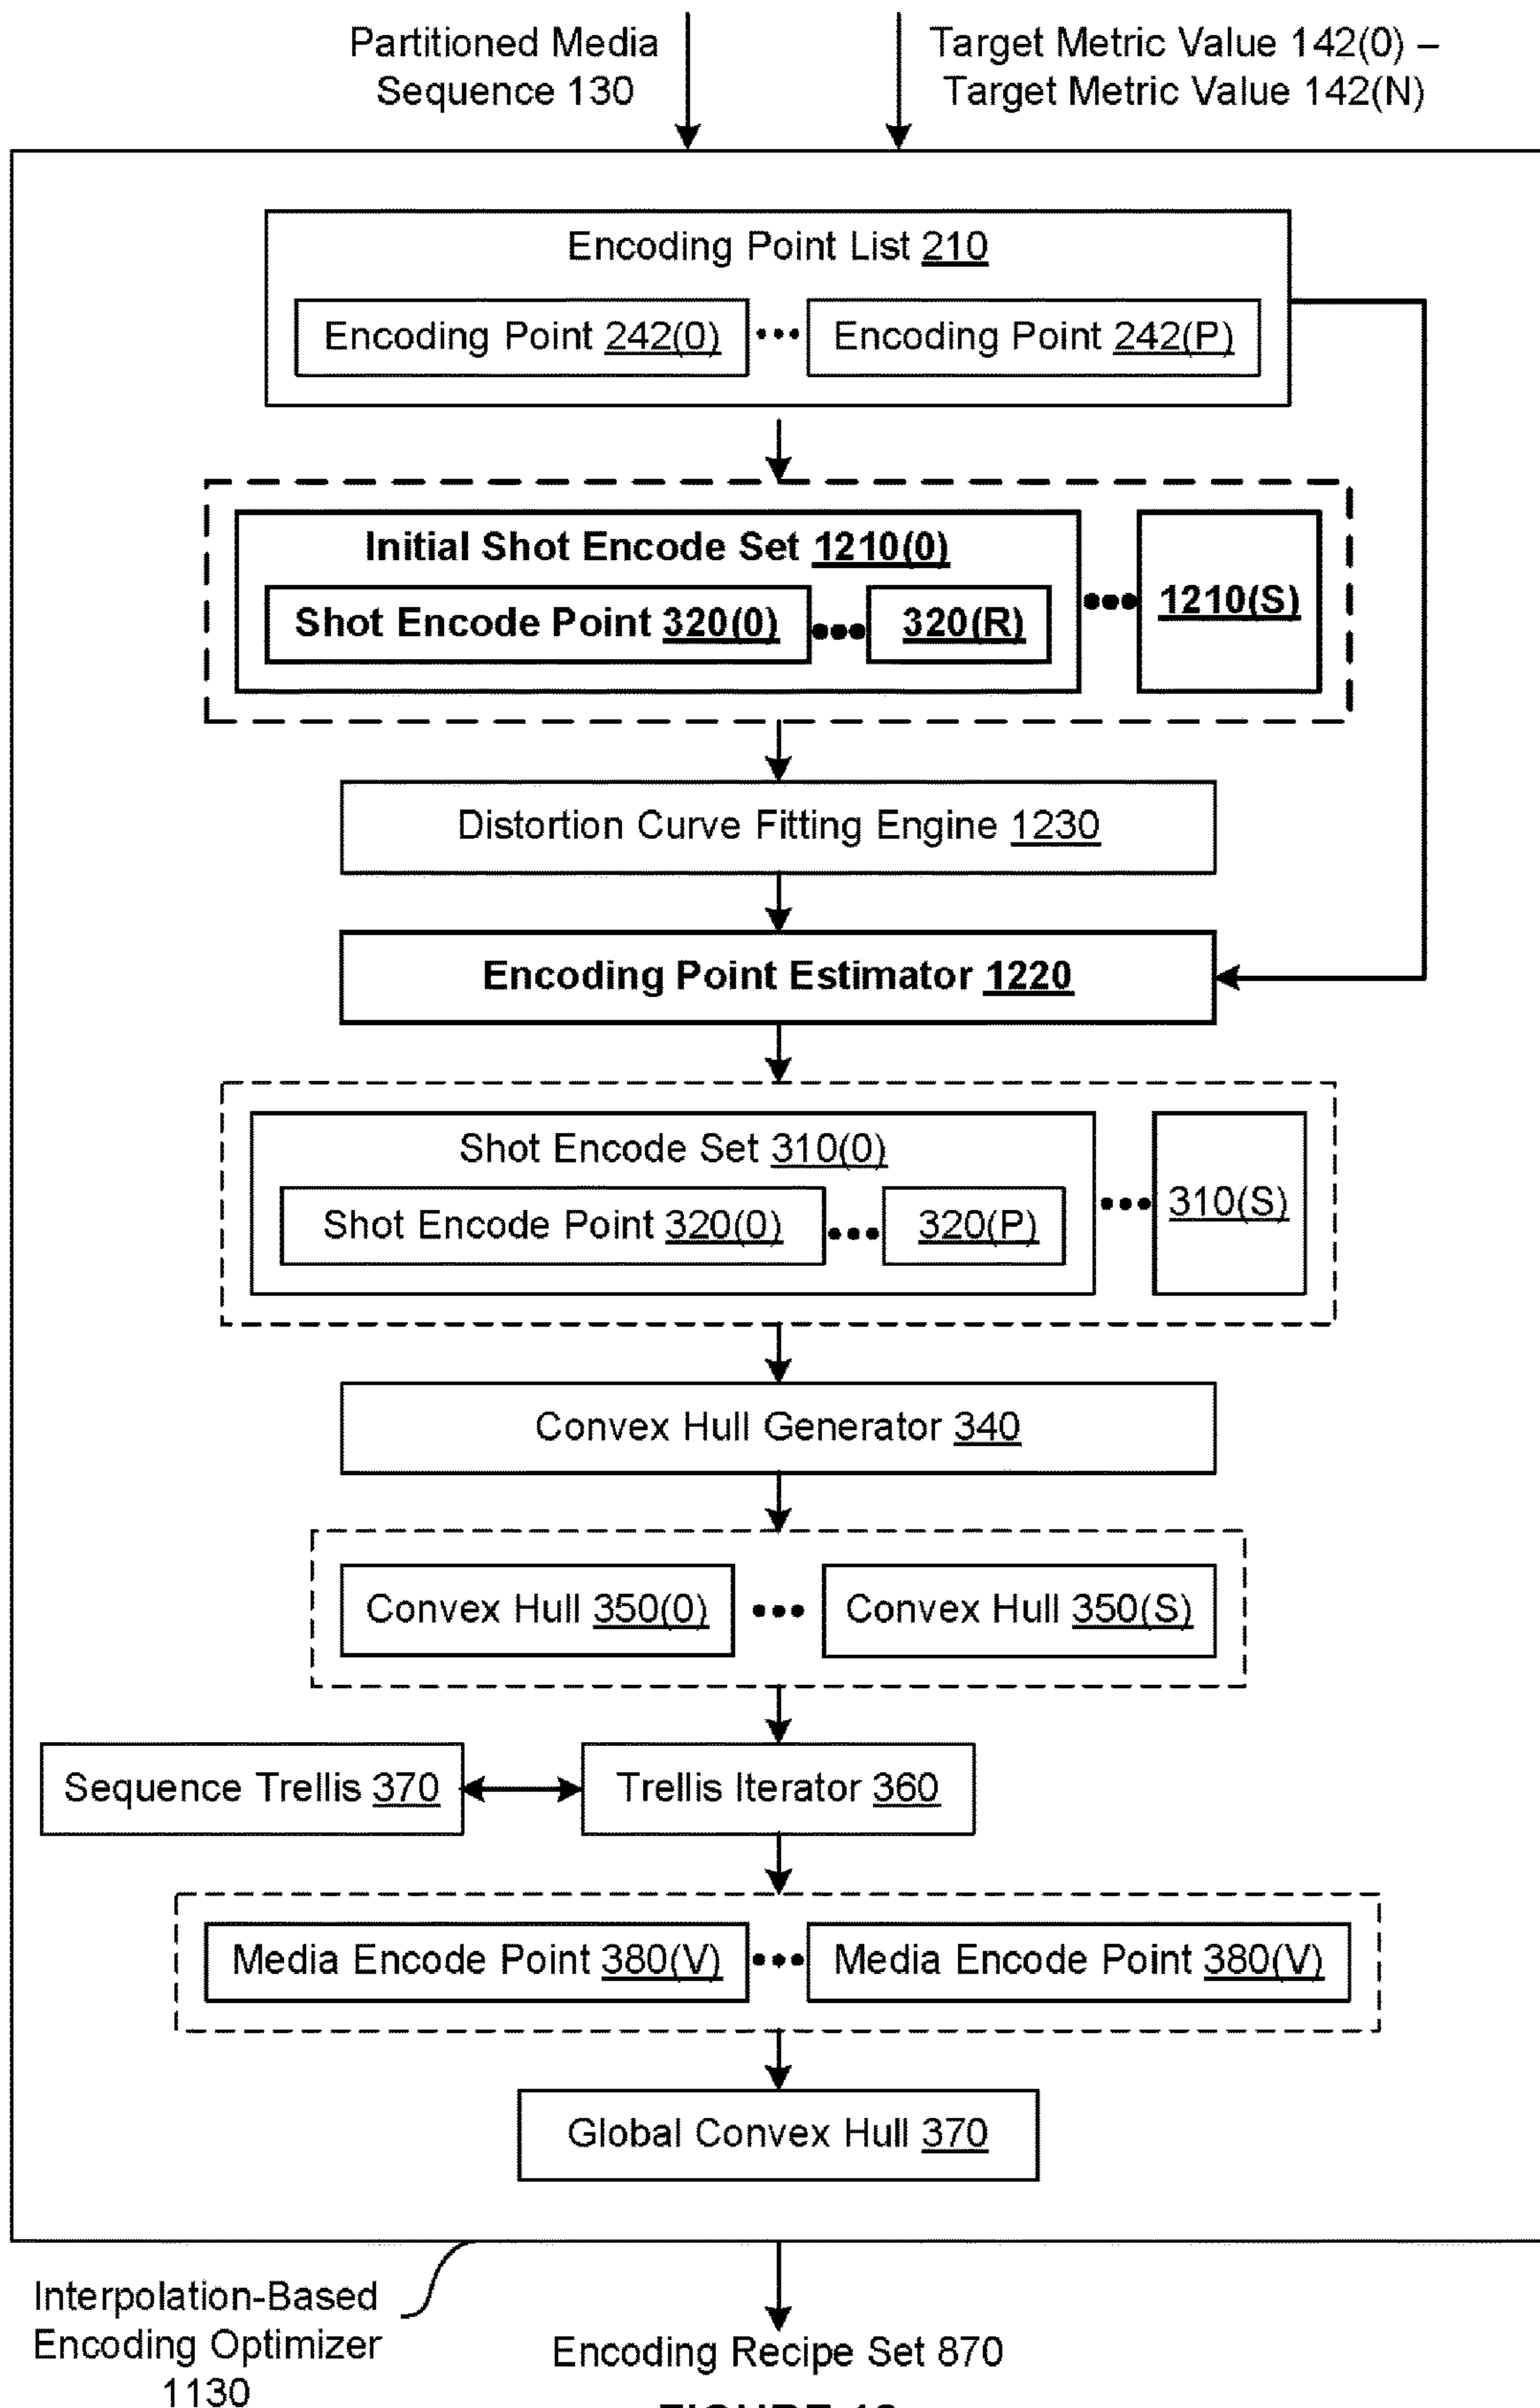 Partitioned Media
Sequence 130
Target Metric Value 142(0) –
Target Metric Value 142(N)
Encoding Point List 210
Encoding Point 242(0)
•••
Encoding Point 242(P)
Initial Shot Encode Set 1210(0)
Shot Encode Point 320(0)
•••
320(R)
•••
1210(S)
Distortion Curve Fitting Engine 1230
Encoding Point Estimator 1220
Shot Encode Set 310(0)
Shot Encode Point 320(0)
•••
320(P)
•••
310(S)
Convex Hull Generator 340
Convex Hull 350(0)
•••
Convex Hull 350(S)
Sequence Trellis 370
Trellis Iterator 360
Media Encode Point 380(V)
•••
Media Encode Point 380(V)
Global Convex Hull 370
Interpolation-Based
Encoding Optimizer
1130
Encoding Recipe Set 870